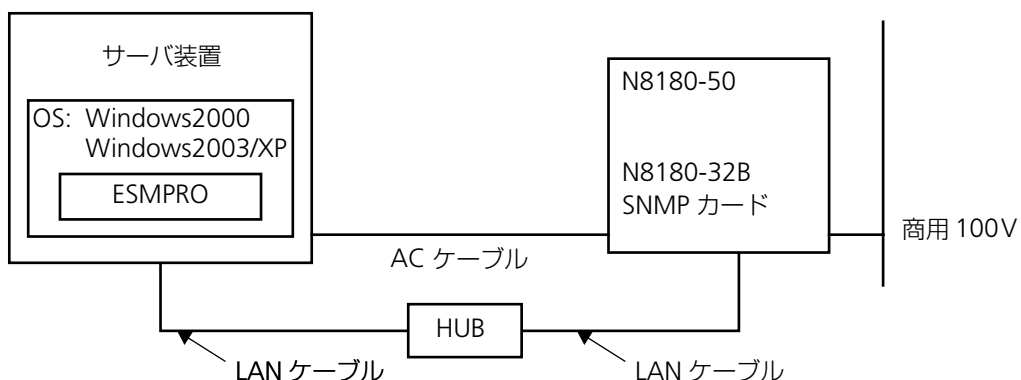 サーバ装置
OS: Windows2000
Windows2003/XP
ESMPRO
N8180-50
N8180-32B
SNMP カード
商用 100V
AC ケーブル
HUB
LAN ケーブル
LAN ケーブル